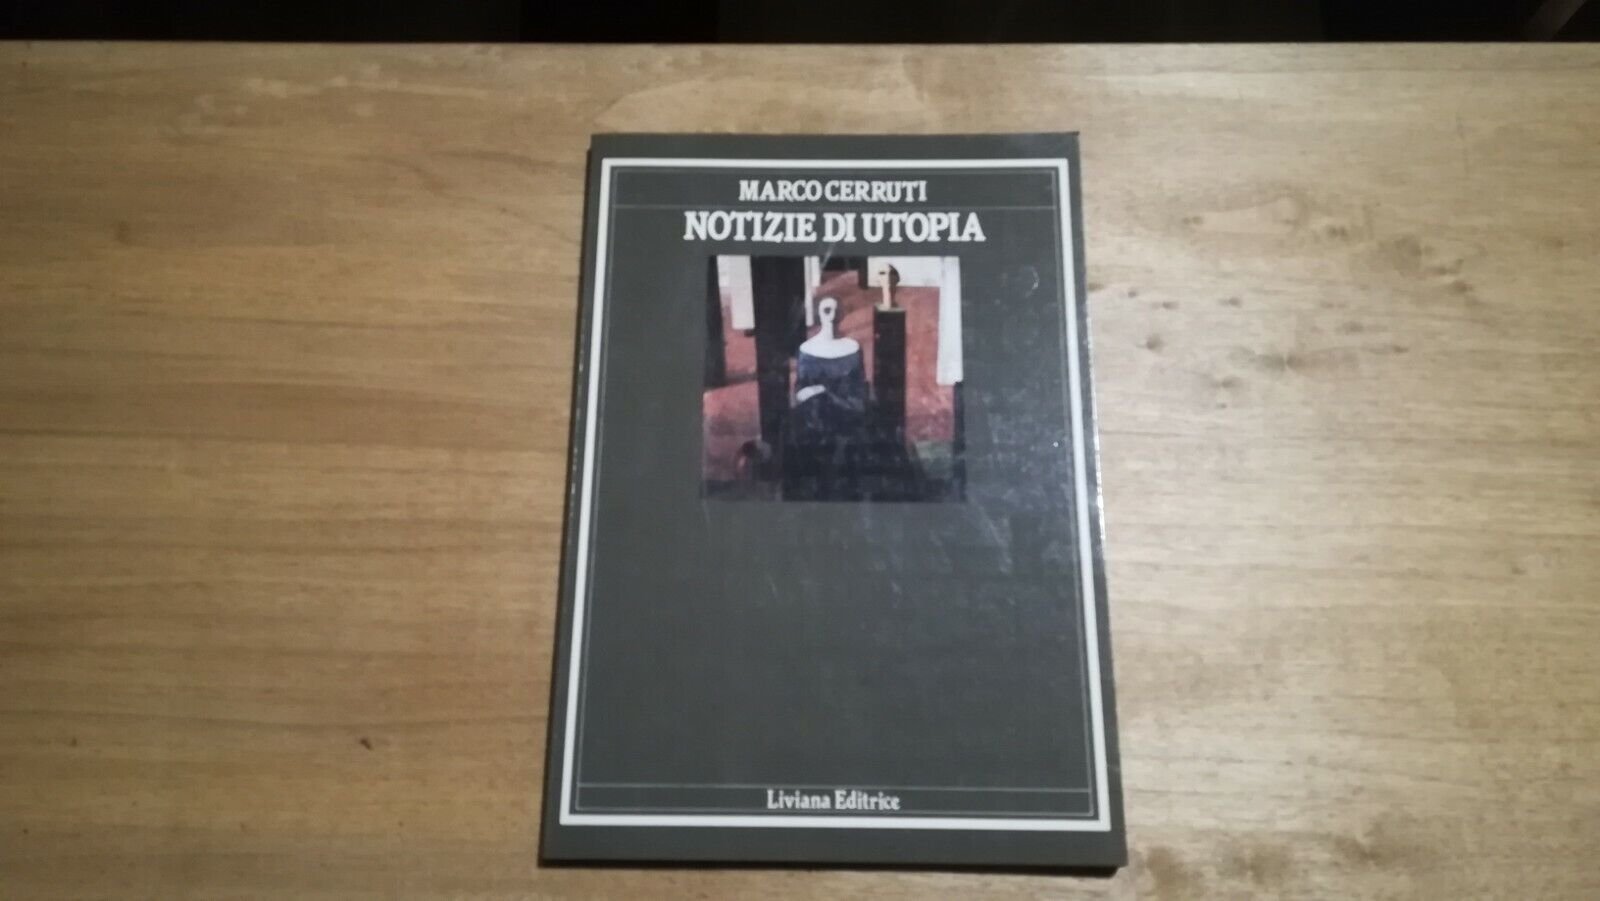 MARCO CERRUTI
NOTIZIE DI UTOPIA
Liviana Editrice